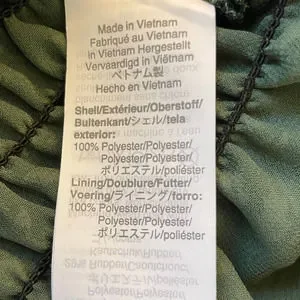 Made in Vietnam
Fabriqué au Vietnam
in Vietnam Hergestellt
Vervaardigd in Vietnam
ベトナム製
Hecho en Vietnam
Shell/Extérieur/Oberstoff/
Buitenkant/シェル/tela
exterior:
100% Polyester/Polyester/
Polyester/Polyester/
ポリエステル/poliéster
Lining/Doublure/Futter/
Voering/ライニング/forro:
100% Polyester/Polyester/
Polyester/Polyester/
ポリエステル/poliéster